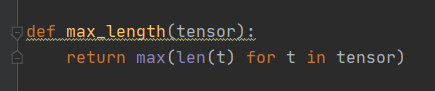 def max_length(tensor):
    return max(len(t) for t in tensor)